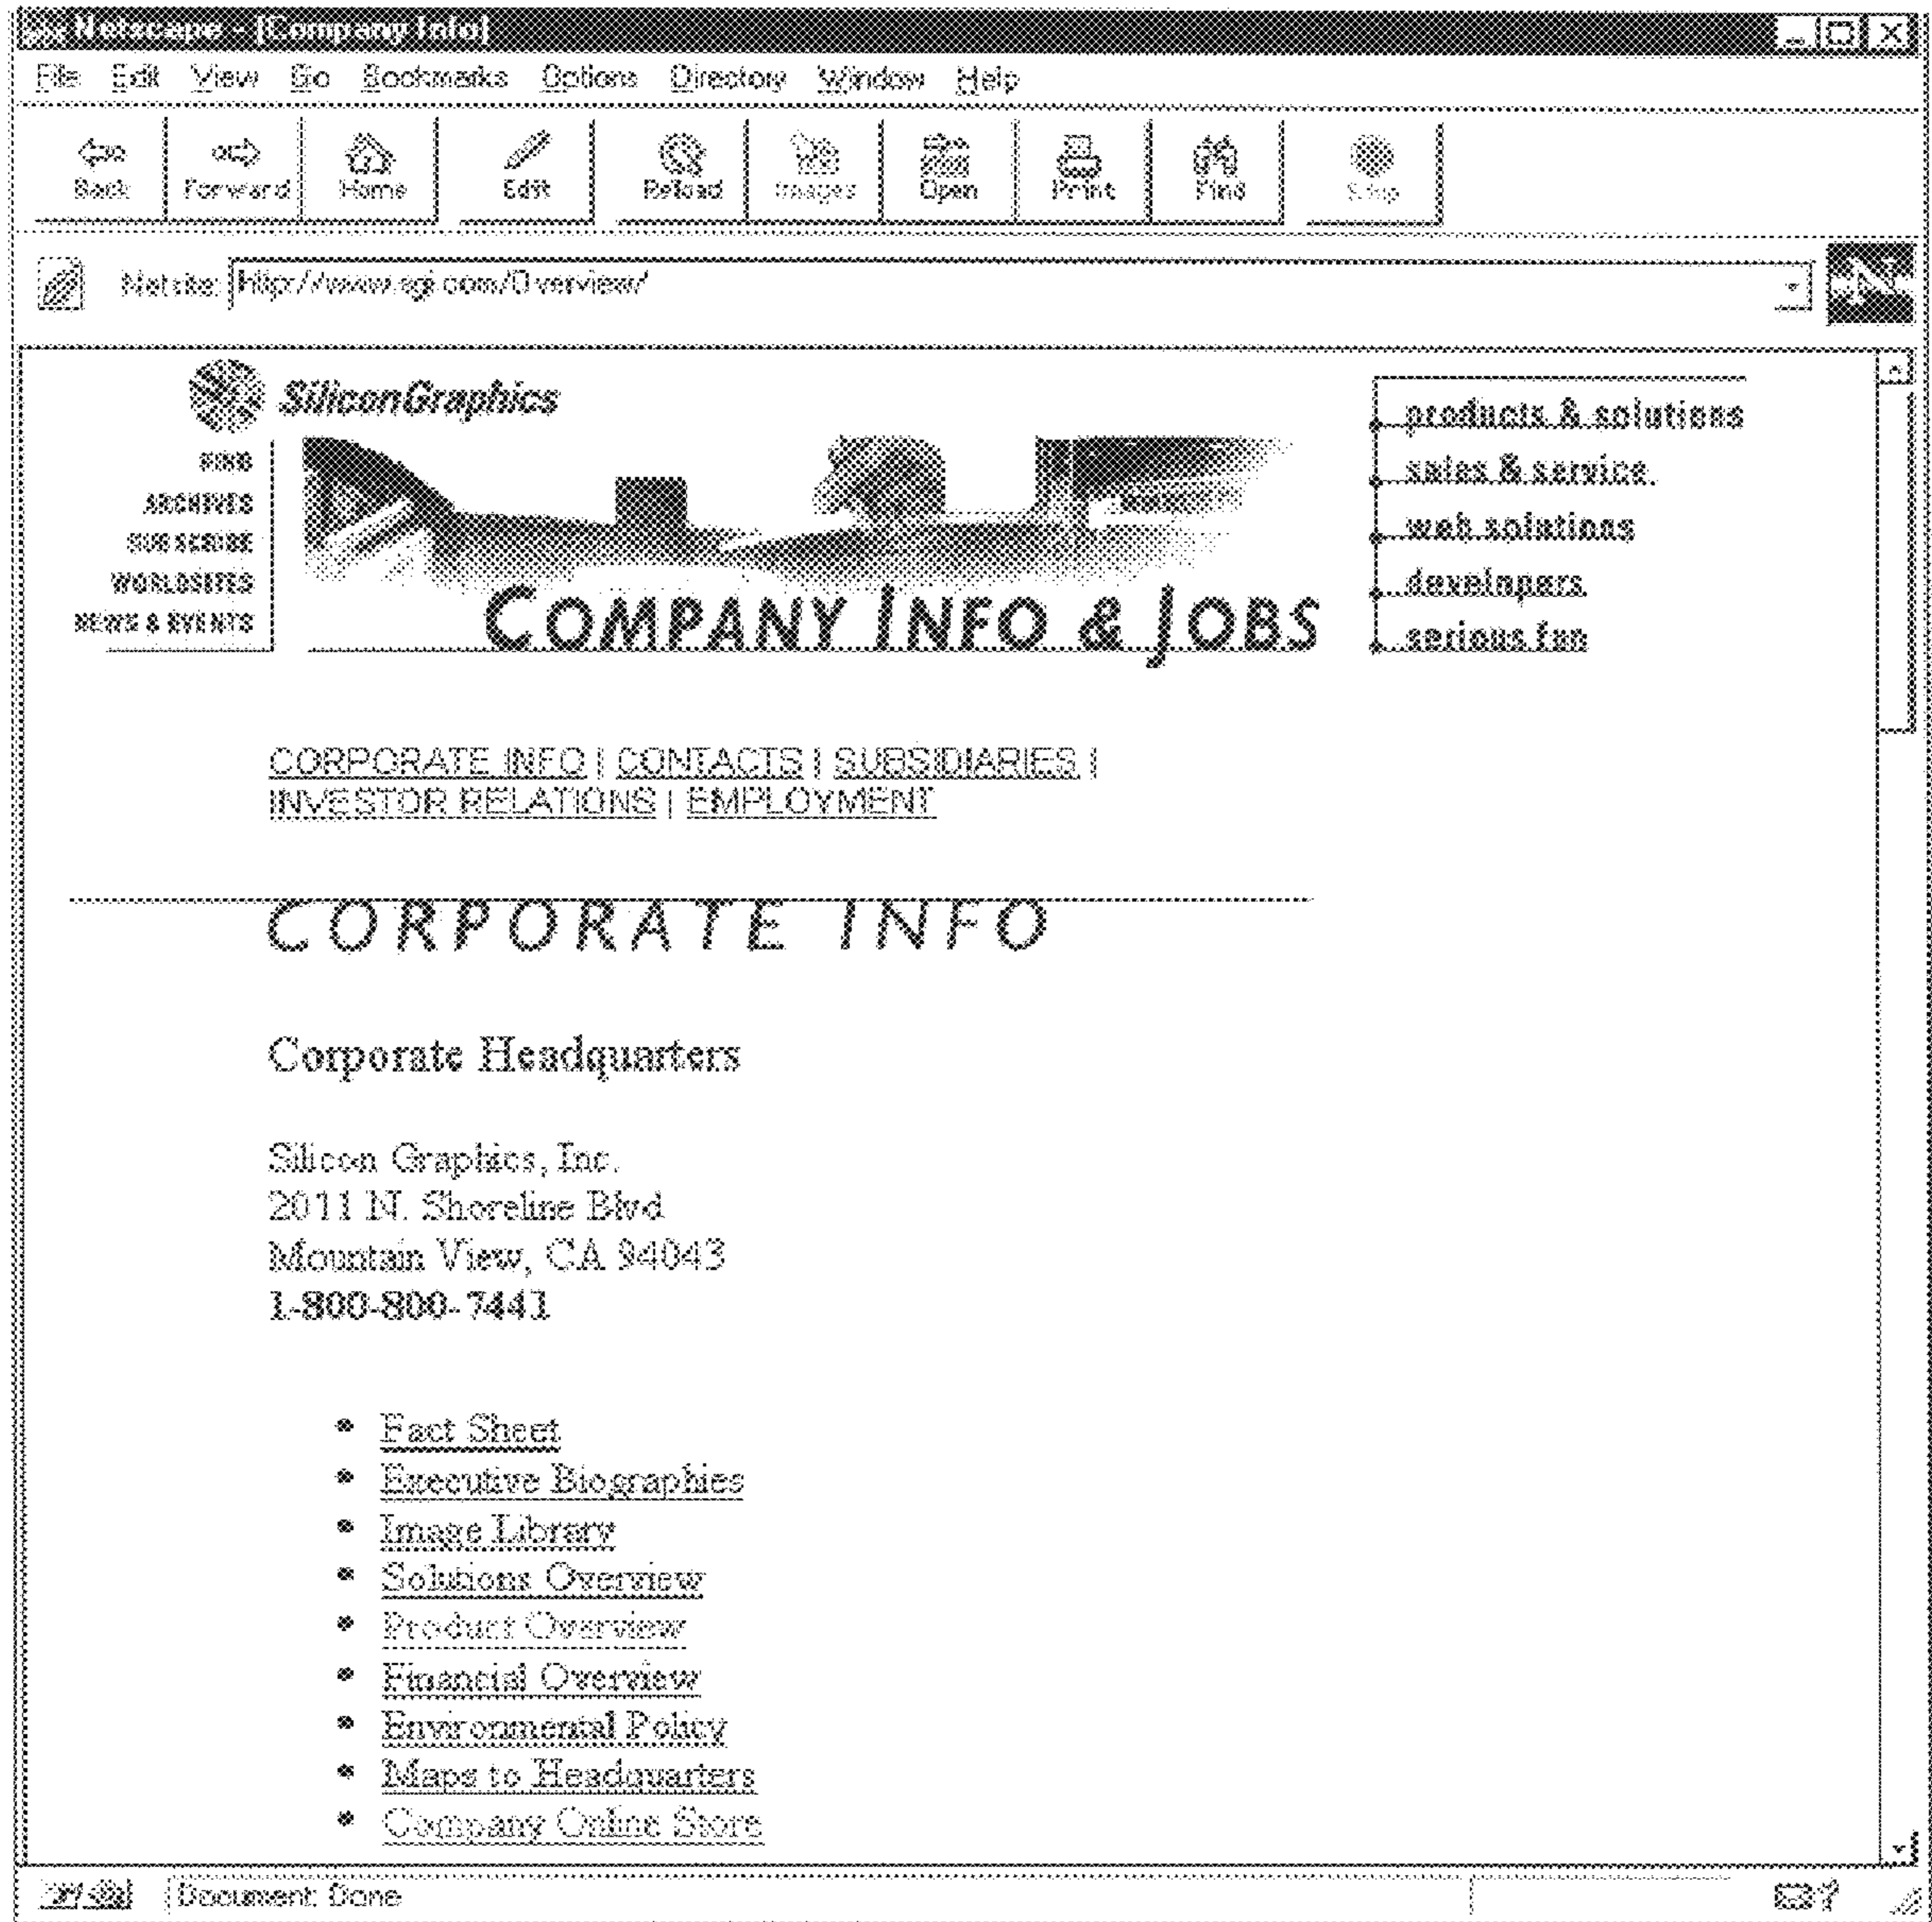 Netscape - [Company Info]
File Edit View Go Bookmarks Options Directory Window Help
Back Forward Home Edit Reload Images Open Print Find Stop
Netsite: http://www.sgi.com/Overview/
SiliconGraphics
FIND
ARCHIVES
SUBSCRIBE
WORLDSITES
NEWS & EVENTS
COMPANY INFO & JOBS
products & solutions
sales & service
web solutions
developers
serious fun
CORPORATE INFO | CONTACTS | SUBSIDIARIES |
INVESTOR RELATIONS | EMPLOYMENT
CORPORATE INFO
Corporate Headquarters
Silicon Graphics, Inc.
2011 N. Shoreline Blvd
Mountain View, CA 94043
1-800-800-7441
• Fact Sheet
• Executive Biographies
• Image Library
• Solutions Overview
• Product Overview
• Financial Overview
• Environmental Policy
• Maps to Headquarters
• Company Online Store
Document: Done